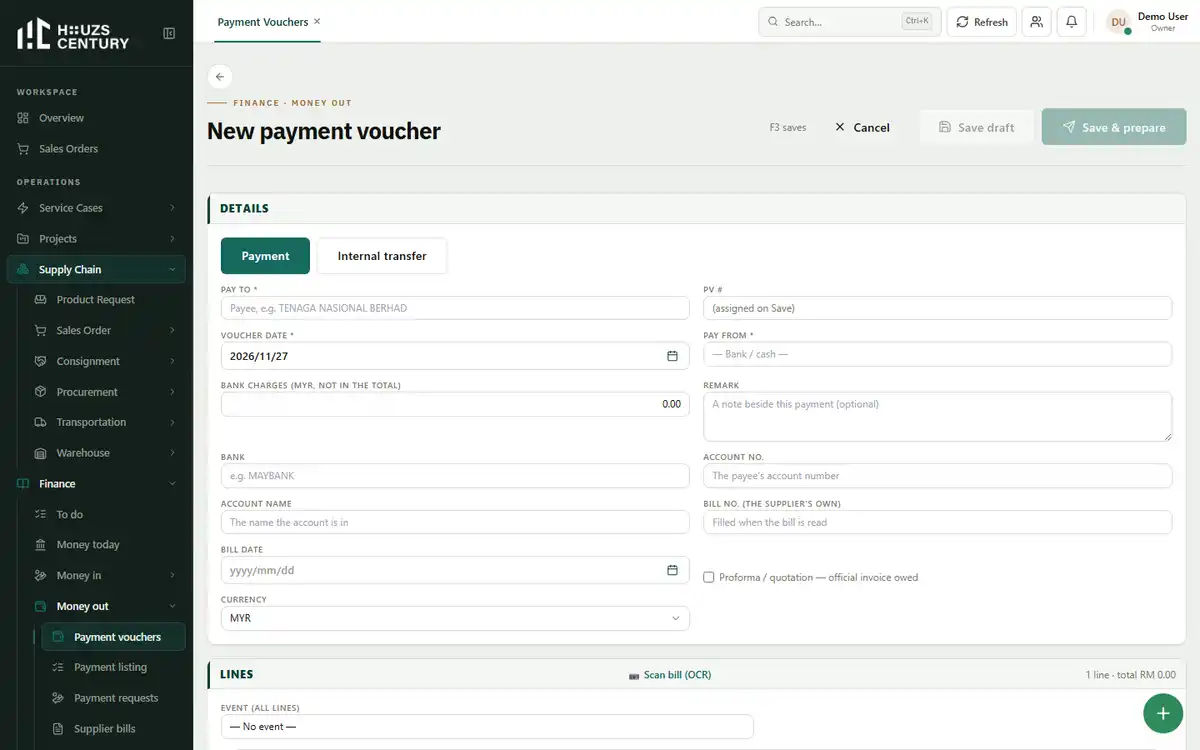 HOUZS
CENTURY
Payment Vouchers ×
Search...
Ctrl+K
Refresh
DU
Demo User
Owner
WORKSPACE
Overview
Sales Orders
OPERATIONS
Service Cases
Projects
Supply Chain
Product Request
Sales Order
Consignment
Procurement
Transportation
Warehouse
Finance
To do
Money today
Money in
Money out
Payment vouchers
Payment listing
Payment requests
Supplier bills
FINANCE · MONEY OUT
New payment voucher
F3 saves
× Cancel
Save draft
Save & prepare
DETAILS
Payment
Internal transfer
PAY TO *
Payee, e.g. TENAGA NASIONAL BERHAD
PV #
(assigned on Save)
VOUCHER DATE *
2026/11/27
PAY FROM *
— Bank / cash —
BANK CHARGES (MYR, NOT IN THE TOTAL)
0.00
REMARK
A note beside this payment (optional)
BANK
e.g. MAYBANK
ACCOUNT NO.
The payee's account number
ACCOUNT NAME
The name the account is in
BILL NO. (THE SUPPLIER'S OWN)
Filled when the bill is read
BILL DATE
yyyy/mm/dd
Proforma / quotation — official invoice owed
CURRENCY
MYR
LINES
Scan bill (OCR)
1 line · total RM 0.00
EVENT (ALL LINES)
— No event —